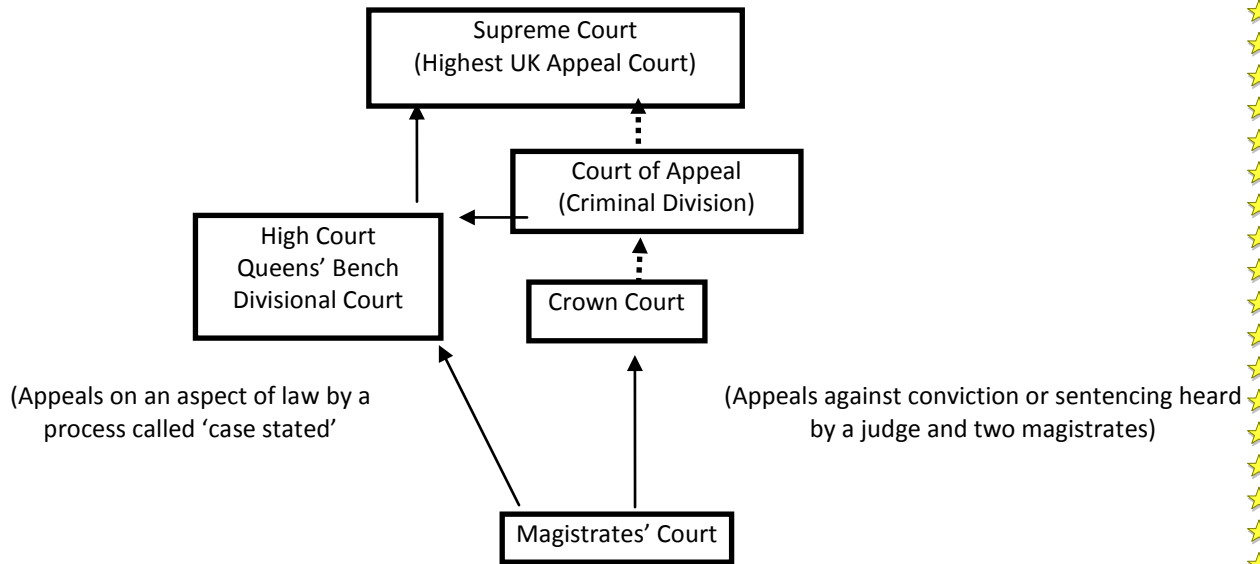 Supreme Court
(Highest UK Appeal Court)
Court of Appeal
(Criminal Division)
High Court
Queens’ Bench
Divisional Court
Crown Court
(Appeals on an aspect of law by a
process called ‘case stated’
(Appeals against conviction or sentencing heard
by a judge and two magistrates)
Magistrates’ Court